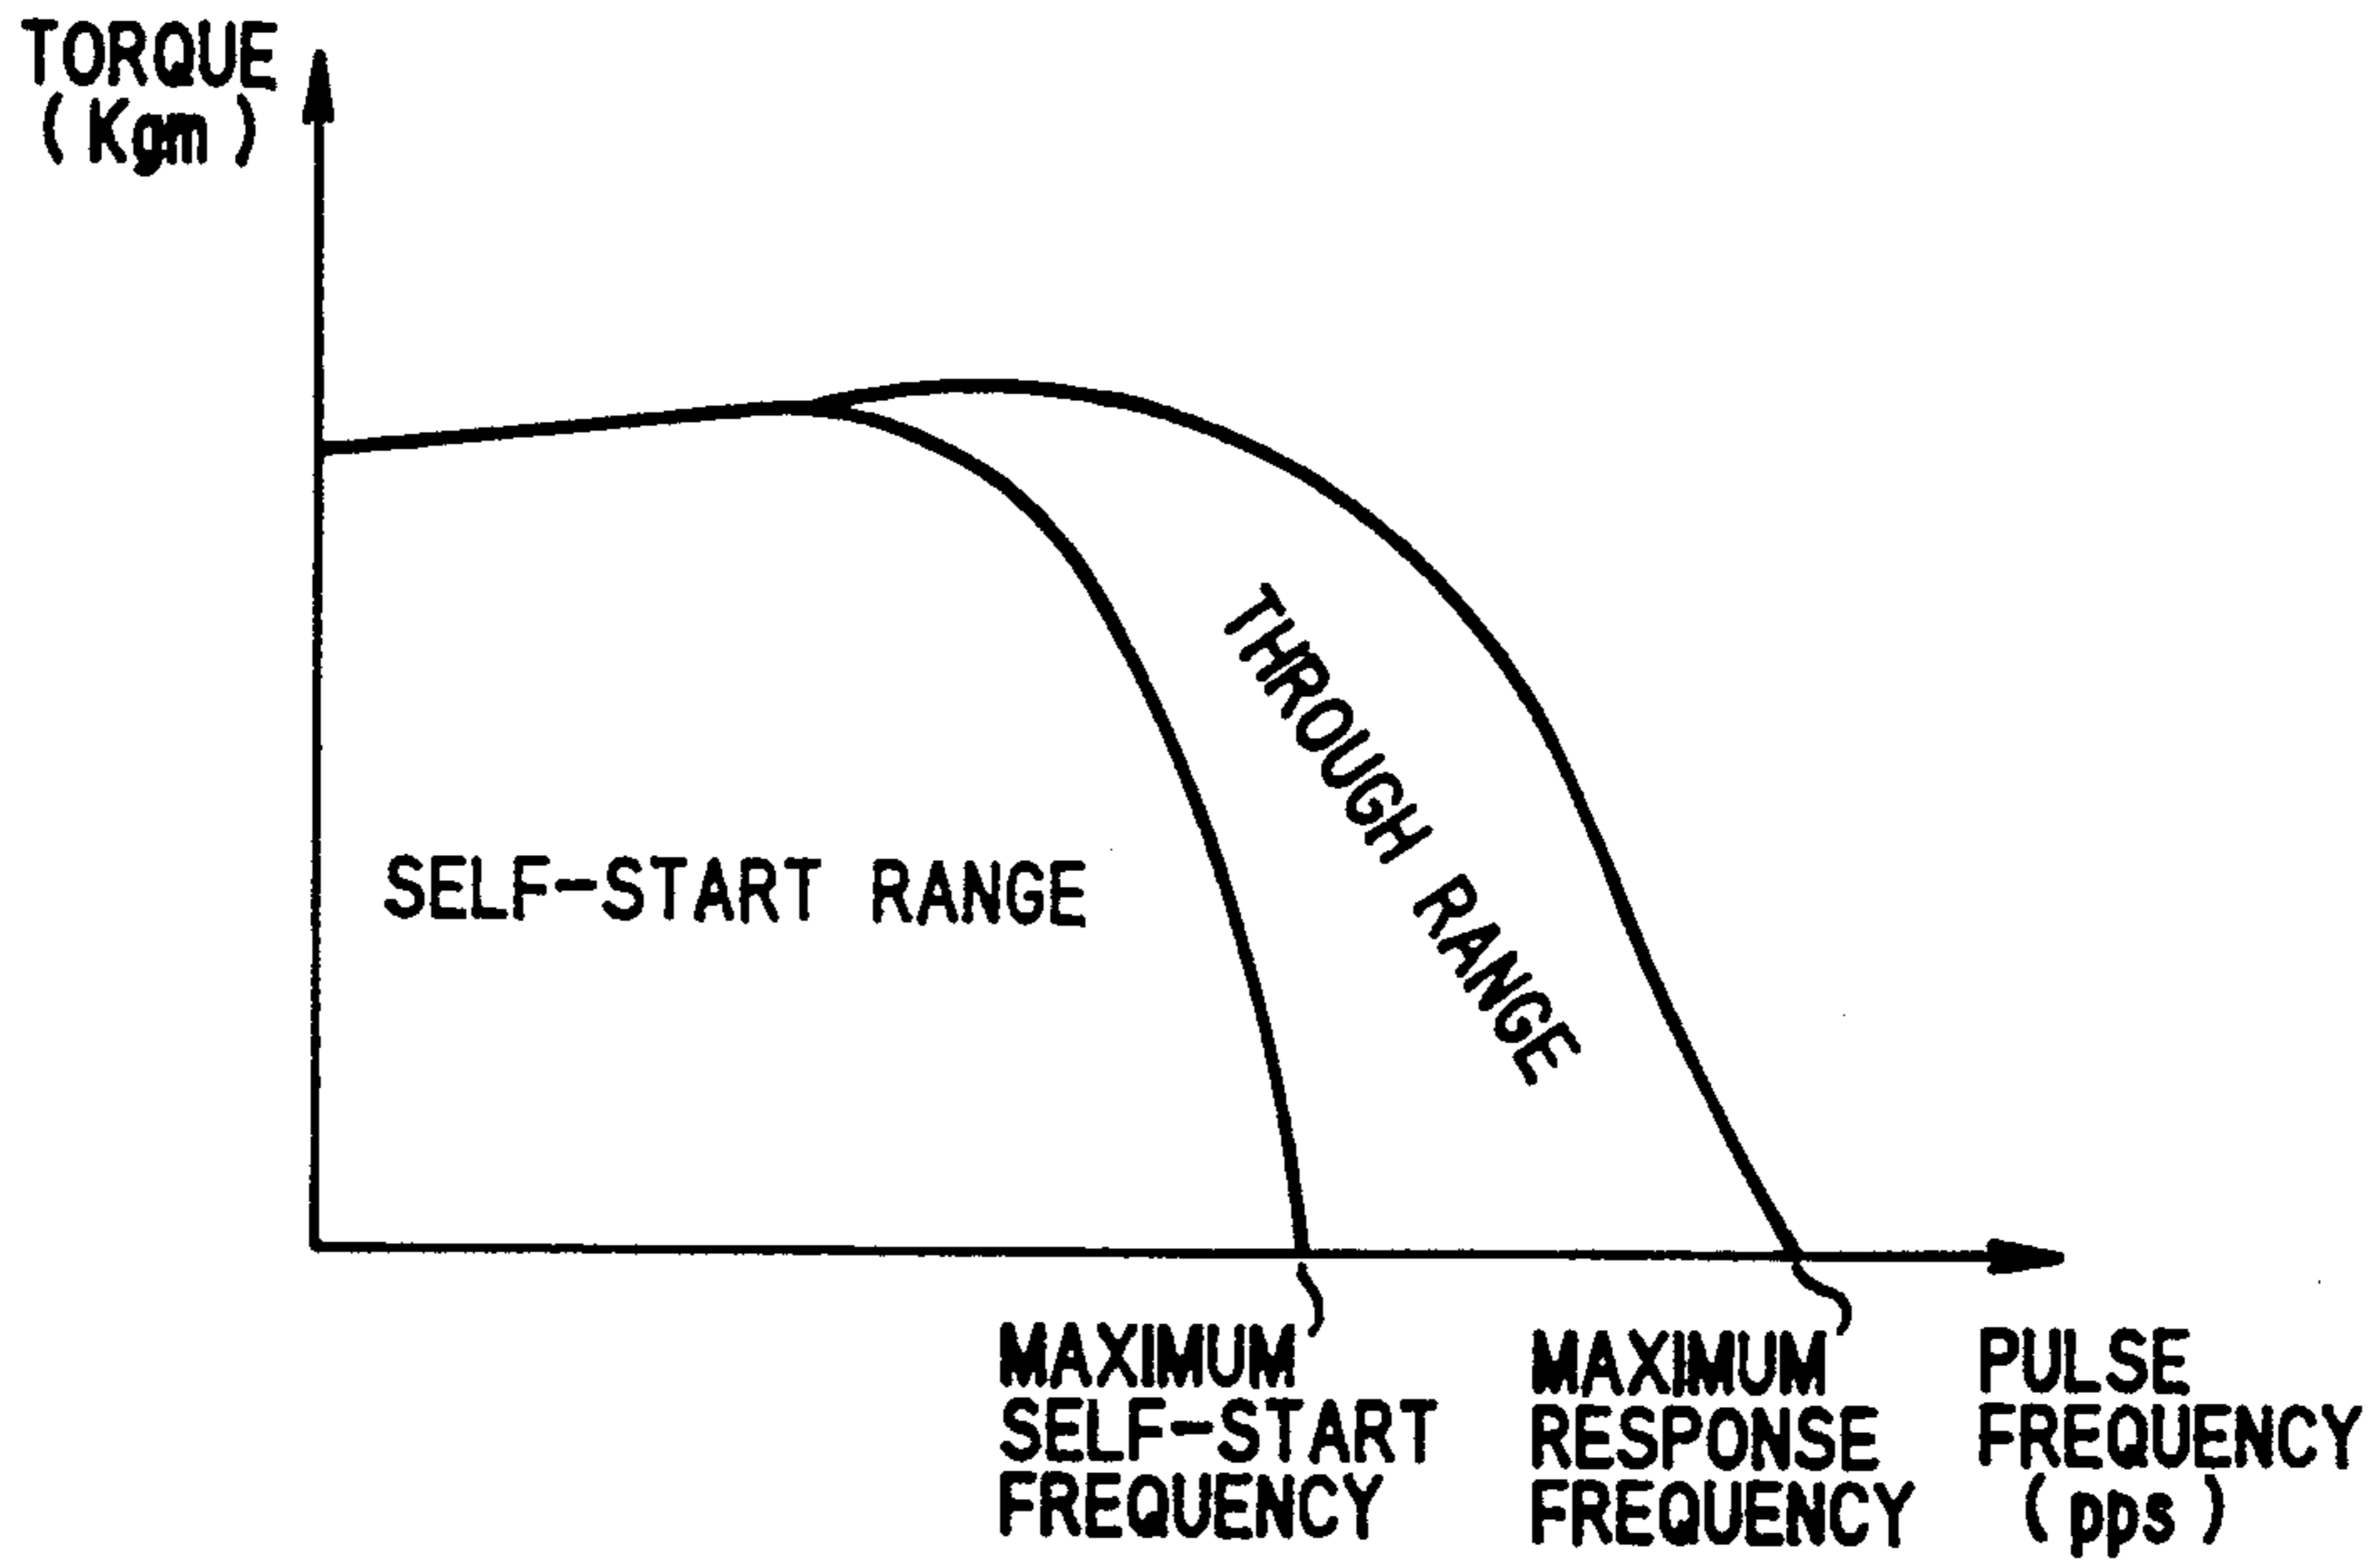 TORQUE
(Kgm)
SELF-START RANGE
THROUGH RANGE
MAXIMUM
SELF-START
FREQUENCY
MAXIMUM
RESPONSE
FREQUENCY
PULSE
FREQUENCY
(pps)